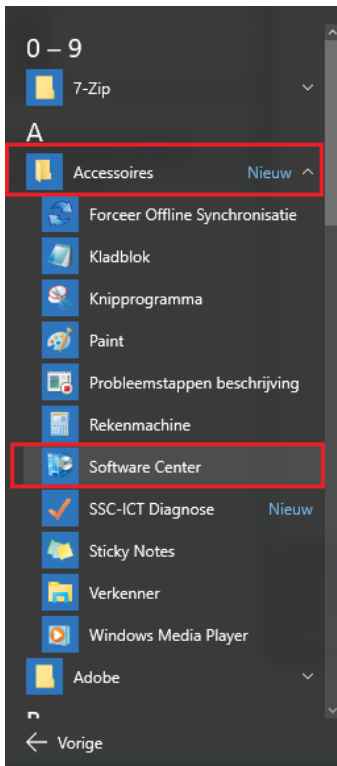 0 – 9
7-Zip
A
Accessoires Nieuw
Forceer Offline Synchronisatie
Kladblok
Knipprogramma
Paint
Probleemstappen beschrijving
Rekenmachine
Software Center
SSC-ICT Diagnose Nieuw
Sticky Notes
Verkenner
Windows Media Player
Adobe
Vorige